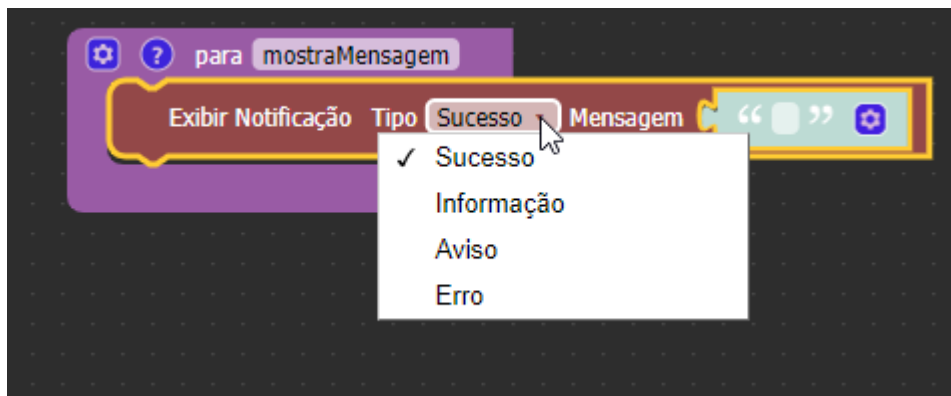 ? para mostraMensagem
Exibir Notificação Tipo Sucesso Mensagem “ ”
✓ Sucesso
Informação
Aviso
Erro